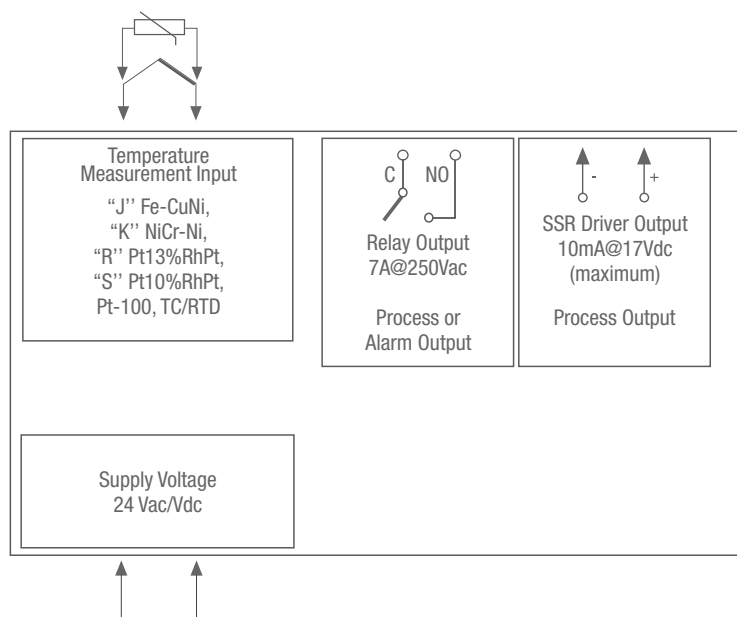 Temperature
Measurement Input
“J’’ Fe-CuNi,
“K’’ NiCr-Ni,
“R’’ Pt13%RhPt,
“S’’ Pt10%RhPt,
Pt-100, TC/RTD
C NO
Relay Output
7A@250Vac
Process or
Alarm Output
- +
SSR Driver Output
10mA@17Vdc
(maximum)
Process Output
Supply Voltage
24 Vac/Vdc